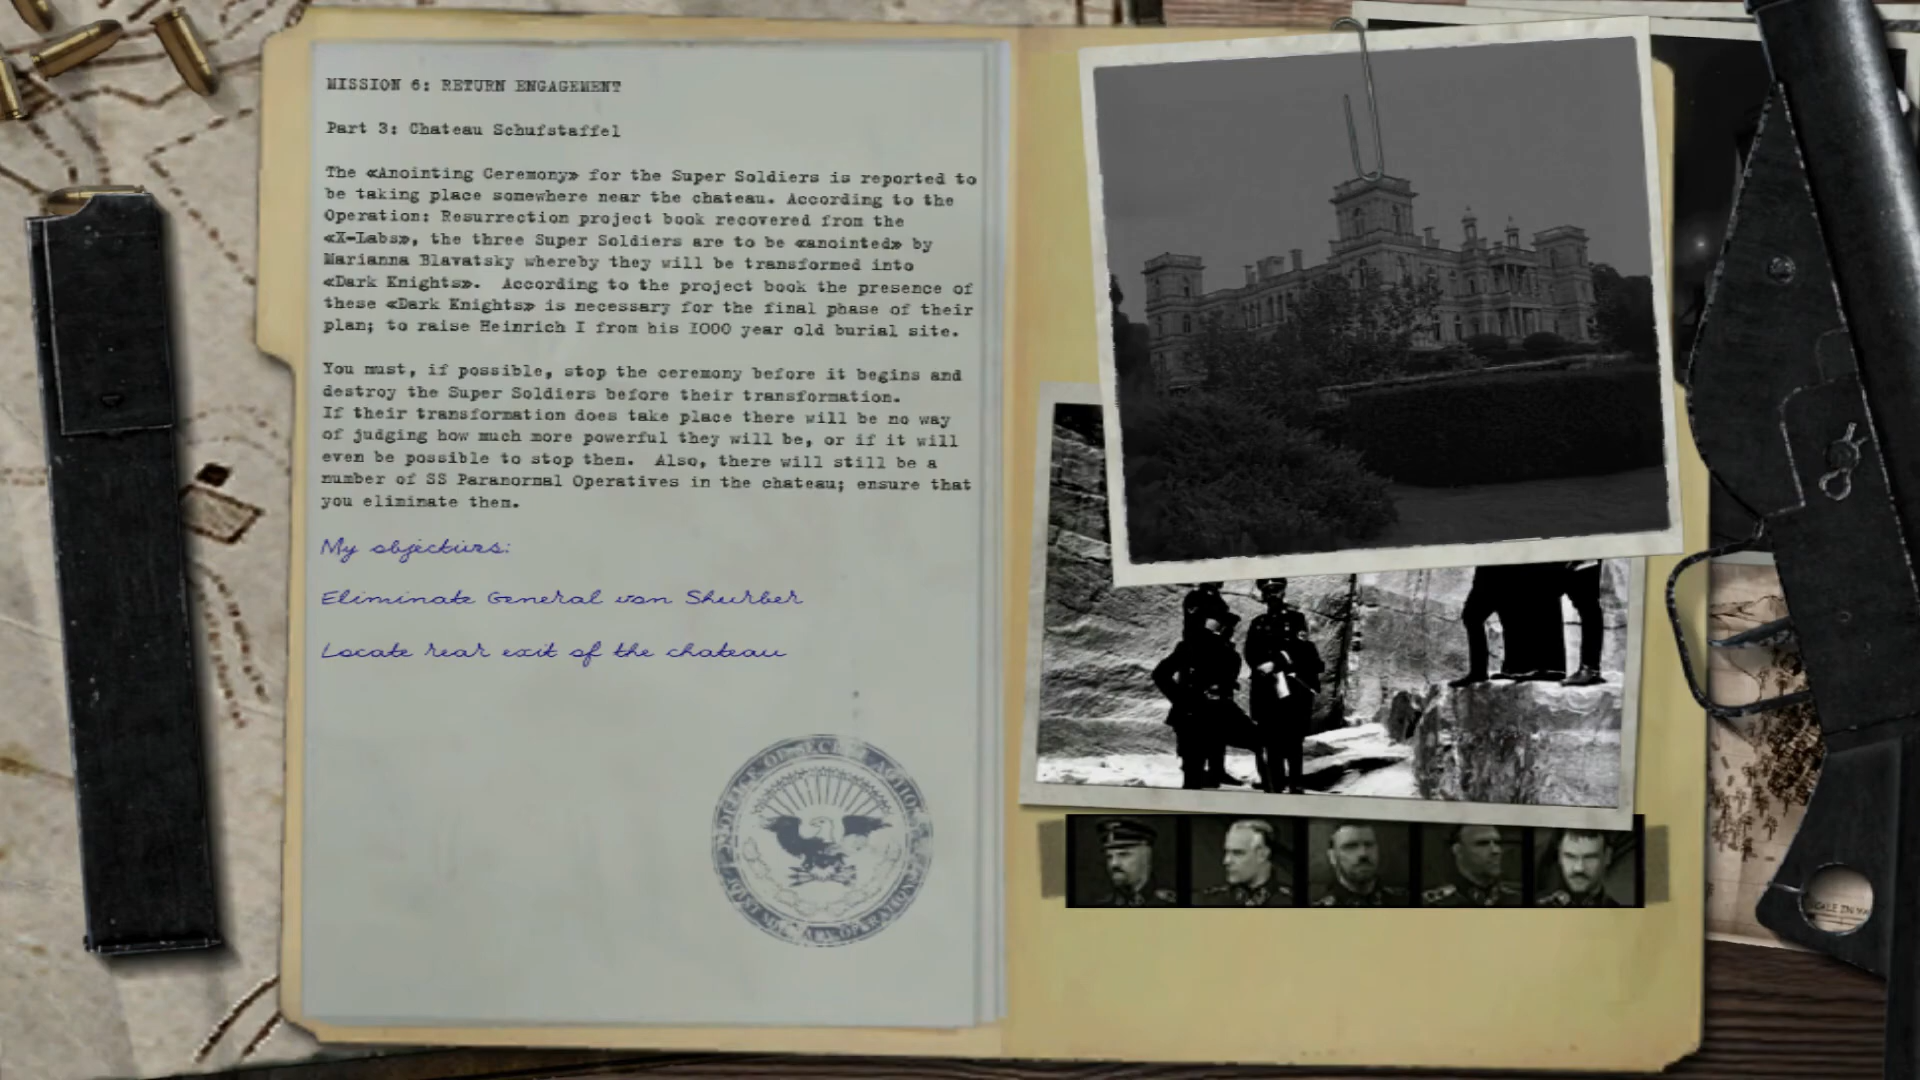 MISSION 6: RETURN ENGAGEMENT
Part 3: Chateau Schufstaffel
The «Anointing Ceremony» for the Super Soldiers is reported to
be taking place somewhere near the chateau. According to the
Operation: Resurrection project book recovered from the
«X-Labs», the three Super Soldiers are to be «anointed» by
Marianna Blavatsky whereby they will be transformed into
«Dark Knights». According to the project book the presence of
these «Dark Knights» is necessary for the final phase of their
plan; to raise Heinrich I from his 1000 year old burial site.
You must, if possible, stop the ceremony before it begins and
destroy the Super Soldiers before their transformation.
If their transformation does take place there will be no way
of judging how much more powerful they will be, or if it will
even be possible to stop them. Also, there will still be a
number of SS Paranormal Operatives in the chateau; ensure that
you eliminate them.
My objectives:
Eliminate General von Shurber
Locate rear exit of the chateau
OFFICE OF SECRET ACTIONS